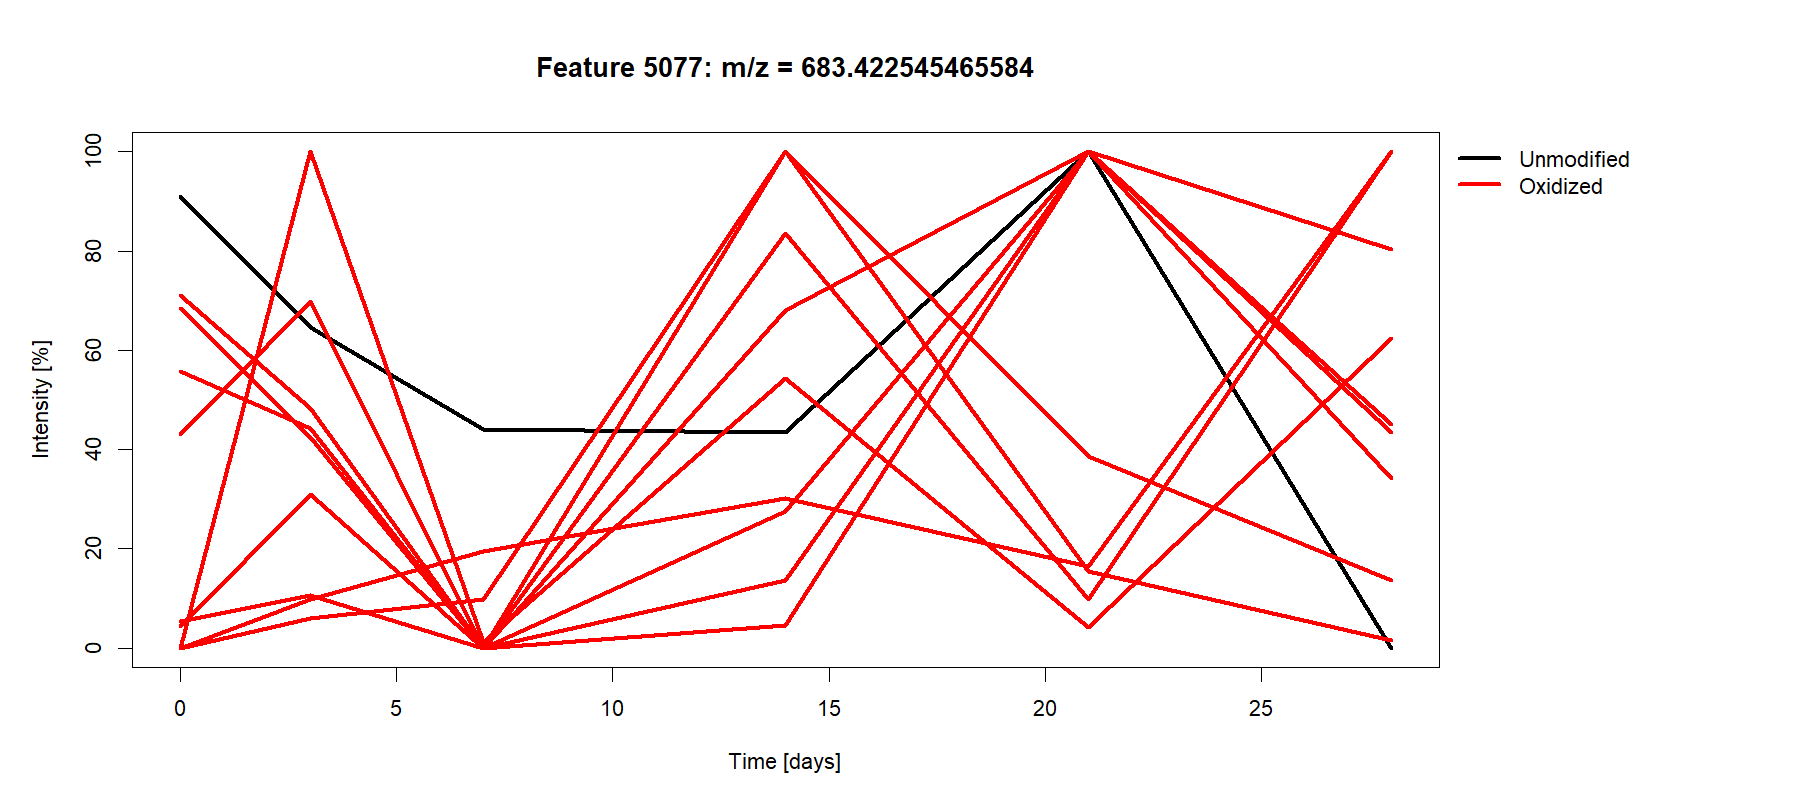 Feature 5077: m/z = 683.422545465584
Unmodified
Oxidized
Intensity [%]
100
80
60
40
20
0
0 5 10 15 20 25
Time [days]